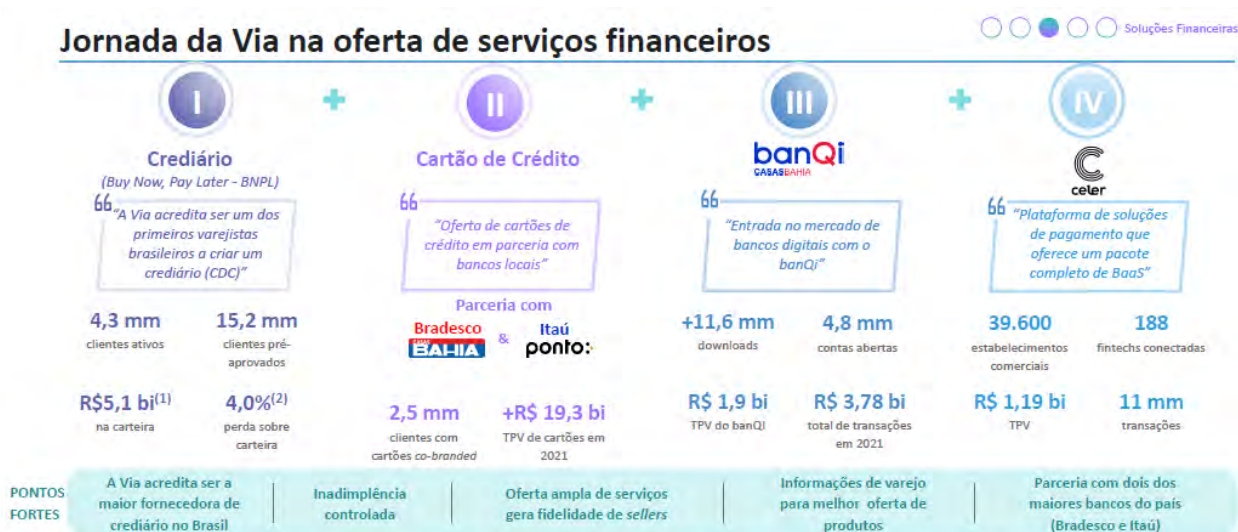 Jornada da Via na oferta de serviços financeiros
Soluções Financeiras
I
+
II
+
III
+
IV
Crediário
(Buy Now, Pay Later - BNPL)
“A Via acredita ser um dos
primeiros varejistas
brasileiros a criar um
crediário (CDC)”
4,3 mm
clientes ativos
15,2 mm
clientes pré-
aprovados
R$5,1 bi(1)
na carteira
4,0%(2)
perda sobre
carteira
Cartão de Crédito
“Oferta de cartões de
crédito em parceria com
bancos locais”
Parceria com
Bradesco
CASAS
BAHIA
&
Itaú
ponto:
2,5 mm
clientes com
cartões co-branded
+R$ 19,3 bi
TPV de cartões em
2021
banQi
CASASBAHIA
“Entrada no mercado de
bancos digitais com o
banQi”
+11,6 mm
downloads
4,8 mm
contas abertas
R$ 1,9 bi
TPV do banQI
R$ 3,78 bi
total de transações
em 2021
celer
“Plataforma de soluções
de pagamento que
oferece um pacote
completo de BaaS”
39.600
estabelecimentos
comerciais
188
fintechs conectadas
R$ 1,19 bi
TPV
11 mm
transações
PONTOS
FORTES
A Via acredita ser a
maior fornecedora de
crediário no Brasil
Inadimplência
controlada
Oferta ampla de serviços
gera fidelidade de sellers
Informações de varejo
para melhor oferta de
produtos
Parceria com dois dos
maiores bancos do país
(Bradesco e Itaú)